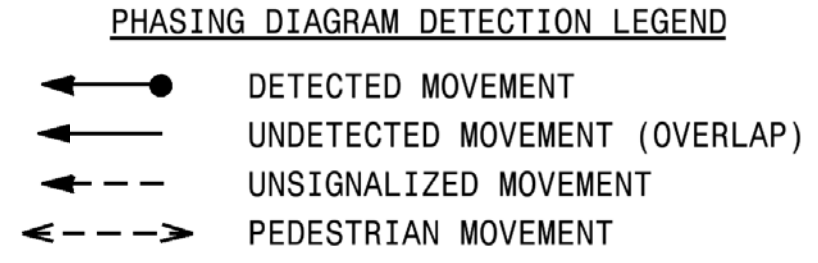 PHASING DIAGRAM DETECTION LEGEND
DETECTED MOVEMENT
UNDETECTED MOVEMENT (OVERLAP)
UNSIGNALIZED MOVEMENT
PEDESTRIAN MOVEMENT